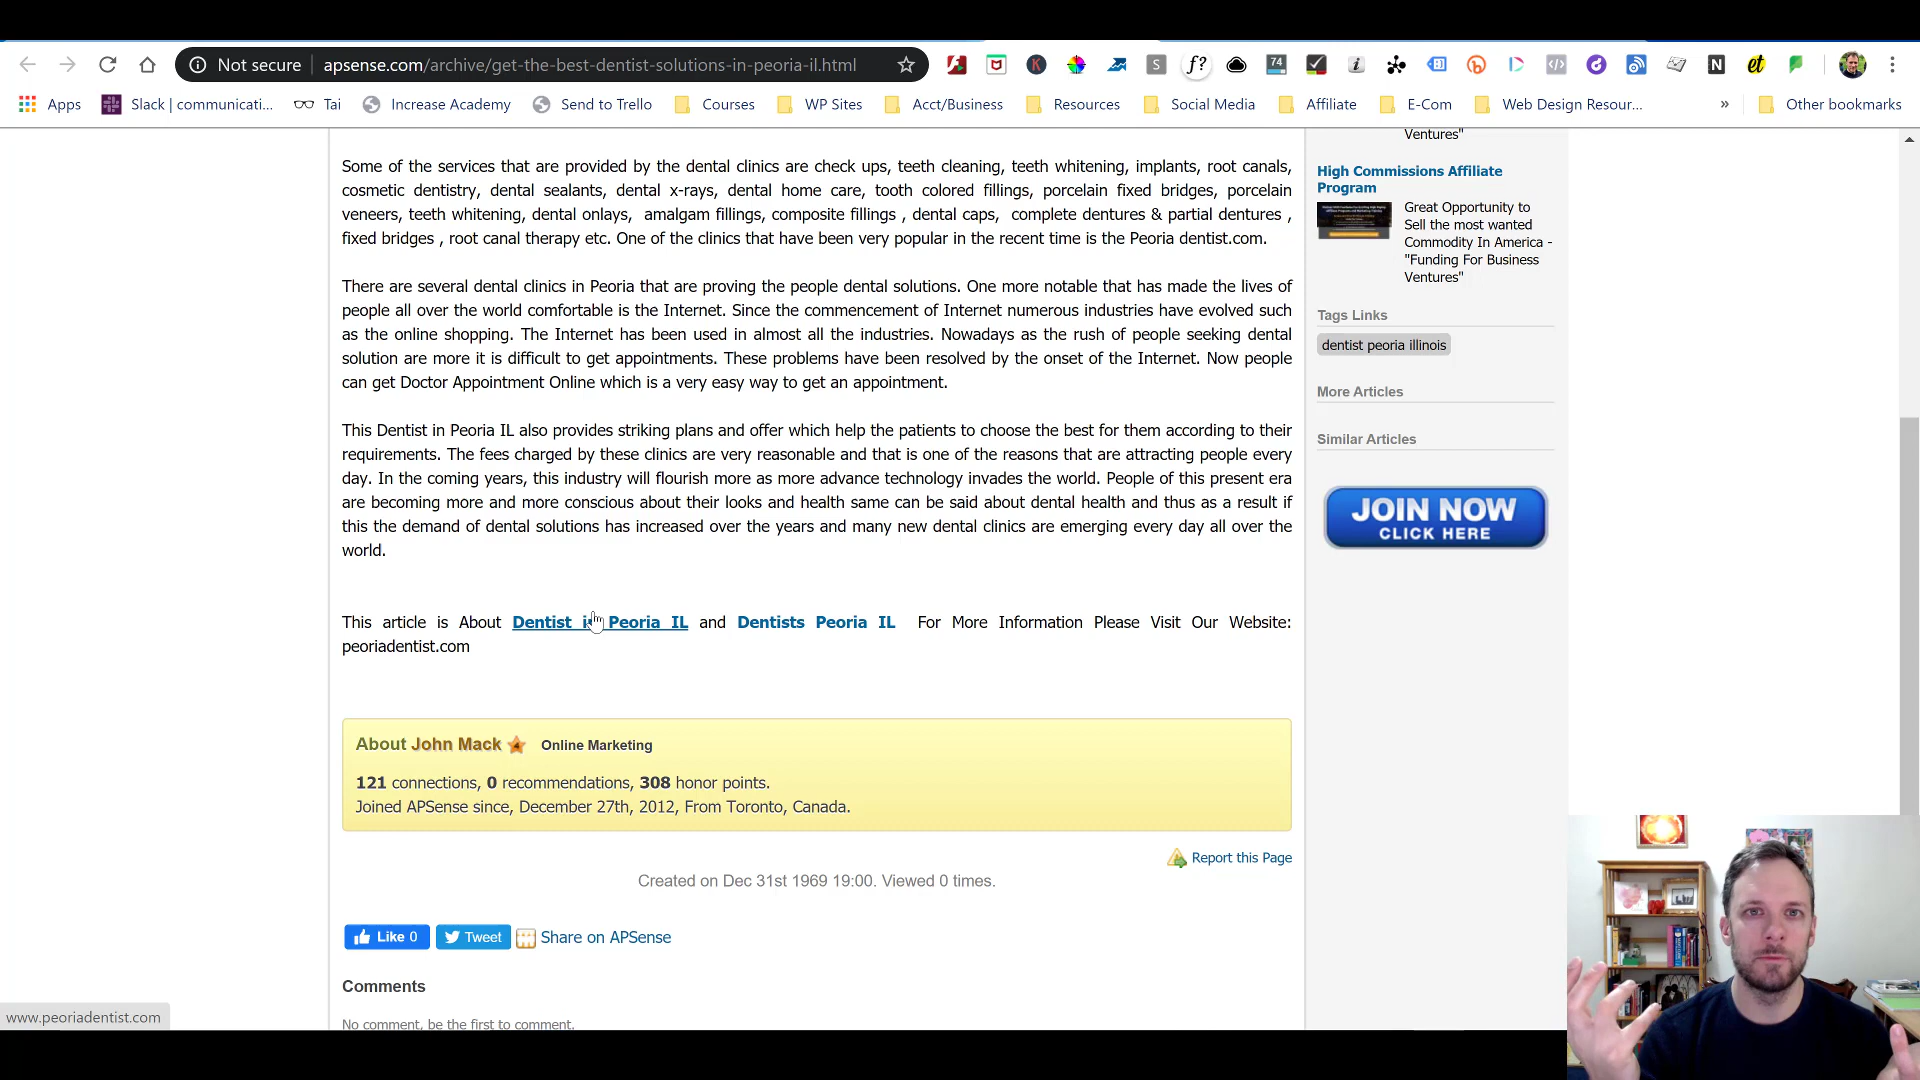 Not secure apsense.com/archive/get-the-best-dentist-solutions-in-peoria-il.html
f?
74
Apps Slack | communicati... Tai Increase Academy Send to Trello Courses WP Sites Acct/Business Resources Social Media Affiliate E-Com Web Design Resour... » Other bookmarks
Some of the services that are provided by the dental clinics are check ups, teeth cleaning, teeth whitening, implants, root canals,
cosmetic dentistry, dental sealants, dental x-rays, dental home care, tooth colored fillings, porcelain fixed bridges, porcelain
veneers, teeth whitening, dental onlays, amalgam fillings, composite fillings , dental caps, complete dentures & partial dentures ,
fixed bridges , root canal therapy etc. One of the clinics that have been very popular in the recent time is the Peoria dentist.com.
There are several dental clinics in Peoria that are proving the people dental solutions. One more notable that has made the lives of
people all over the world comfortable is the Internet. Since the commencement of Internet numerous industries have evolved such
as the online shopping. The Internet has been used in almost all the industries. Nowadays as the rush of people seeking dental
solution are more it is difficult to get appointments. These problems have been resolved by the onset of the Internet. Now people
can get Doctor Appointment Online which is a very easy way to get an appointment.
This Dentist in Peoria IL also provides striking plans and offer which help the patients to choose the best for them according to their
requirements. The fees charged by these clinics are very reasonable and that is one of the reasons that are attracting people every
day. In the coming years, this industry will flourish more as more advance technology invades the world. People of this present era
are becoming more and more conscious about their looks and health same can be said about dental health and thus as a result if
this the demand of dental solutions has increased over the years and many new dental clinics are emerging every day all over the
world.
This article is About Dentist in Peoria IL and Dentists Peoria IL For More Information Please Visit Our Website:
peoriadentist.com
About John Mack Online Marketing
121 connections, 0 recommendations, 308 honor points.
Joined APSense since, December 27th, 2012, From Toronto, Canada.
Report this Page
Created on Dec 31st 1969 19:00. Viewed 0 times.
Like 0 Tweet Share on APSense
Comments
No comment, be the first to comment.
www.peoriadentist.com
Ventures"
High Commissions Affiliate
Program
Great Opportunity to
Sell the most wanted
Commodity In America -
"Funding For Business
Ventures"
Tags Links
dentist peoria illinois
More Articles
Similar Articles
JOIN NOW
CLICK HERE